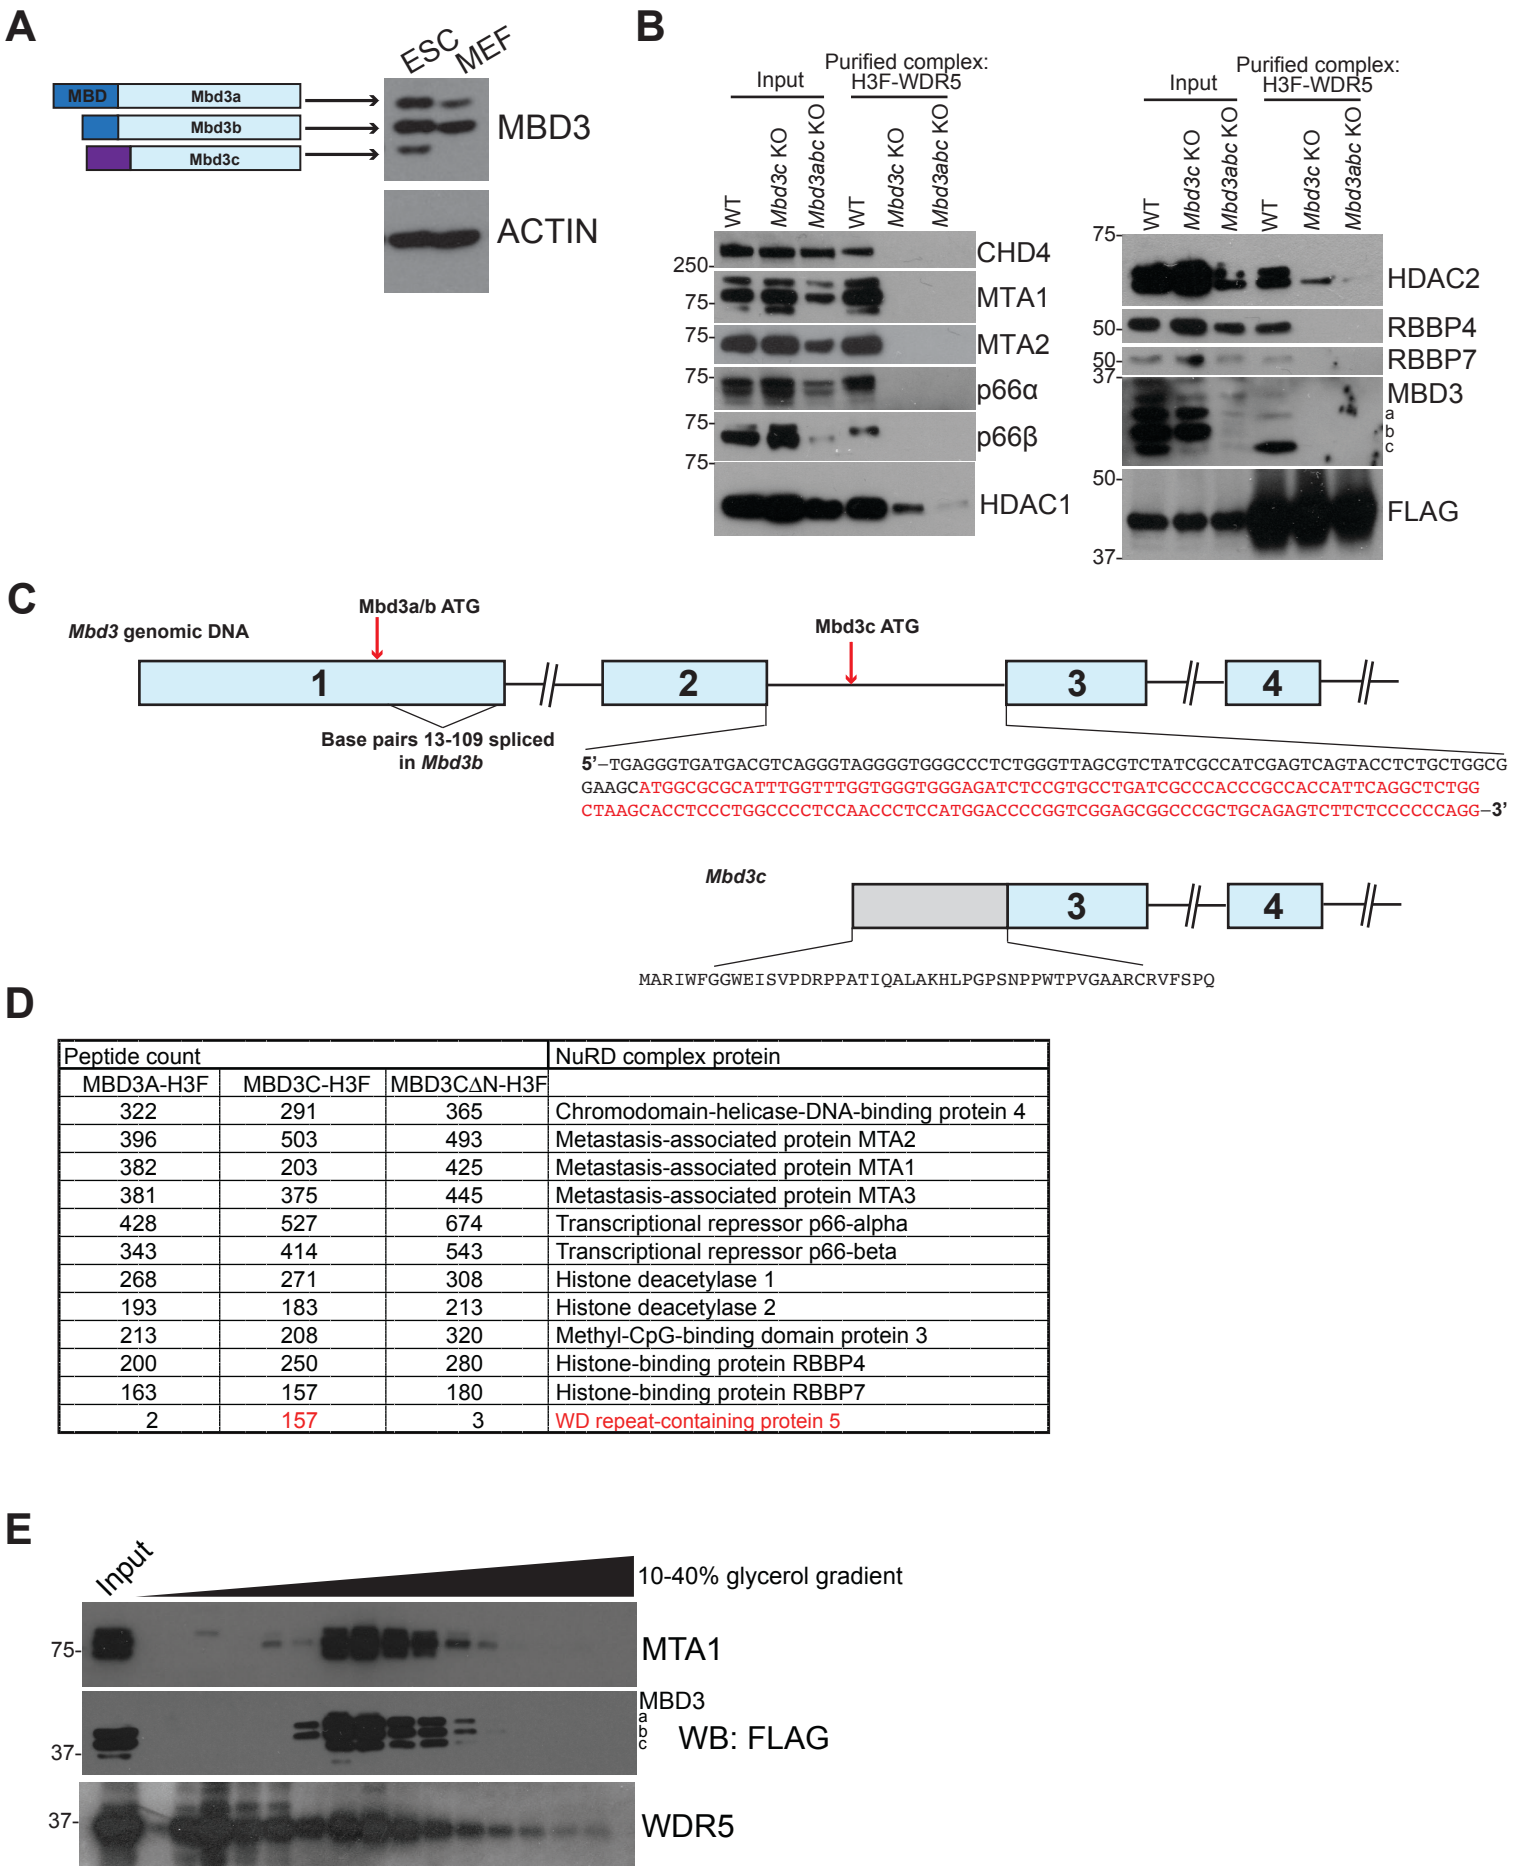 A
ESC
MEF
MBD
Mbd3a
Mbd3b
Mbd3c
MBD3
ACTIN
B
Input
Purified complex:
H3F-WDR5
WT
Mbd3c KO
Mbd3abc KO
WT
Mbd3c KO
Mbd3abc KO
250-
CHD4
75-
MTA1
75-
MTA2
75-
p66α
75-
p66β
75-
HDAC1
Input
Purified complex:
H3F-WDR5
WT
Mbd3c KO
Mbd3abc KO
WT
Mbd3c KO
Mbd3abc KO
75-
HDAC2
50-
RBBP4
50-
RBBP7
37-
MBD3
a
b
c
50-
FLAG
37-
C
Mbd3 genomic DNA
Mbd3a/b ATG
Mbd3c ATG
1
2
3
4
Base pairs 13-109 spliced
in Mbd3b
5’–TGAGGGTGATGACGTCAGGGTAGGGGTGGGCCCTCTGGGTTAGCGTCTATCGCCATCGAGTCAGTACCTCTGCTGGCG
GAAGCATGGCGCGCATTTGGTTTGGTGGGTGGGAGATCTCCGTGCCTGATCGCCCACCCGCCACCATTCAGGCTCTGG
CTAAGCACCTCCCTGGCCCCTCCAACCCTCCATGGACCCCGGTCGGAGCGGCCCGCTGCAGAGTCTTCTCCCCCCAGG–3’
Mbd3c
3
4
MARIWFGGWEISVPDRPPATIQALAKHLPGPSNPPWTPVGAARCRVFSPQ
D
Peptide count NuRD complex protein
MBD3A-H3F MBD3C-H3F MBD3CΔN-H3F
322 291 365 Chromodomain-helicase-DNA-binding protein 4
396 503 493 Metastasis-associated protein MTA2
382 203 425 Metastasis-associated protein MTA1
381 375 445 Metastasis-associated protein MTA3
428 527 674 Transcriptional repressor p66-alpha
343 414 543 Transcriptional repressor p66-beta
268 271 308 Histone deacetylase 1
193 183 213 Histone deacetylase 2
213 208 320 Methyl-CpG-binding domain protein 3
200 250 280 Histone-binding protein RBBP4
163 157 180 Histone-binding protein RBBP7
2 157 3 WD repeat-containing protein 5
E
Input
10-40% glycerol gradient
75-
MTA1
MBD3
a
b
c
WB: FLAG
37-
37-
WDR5